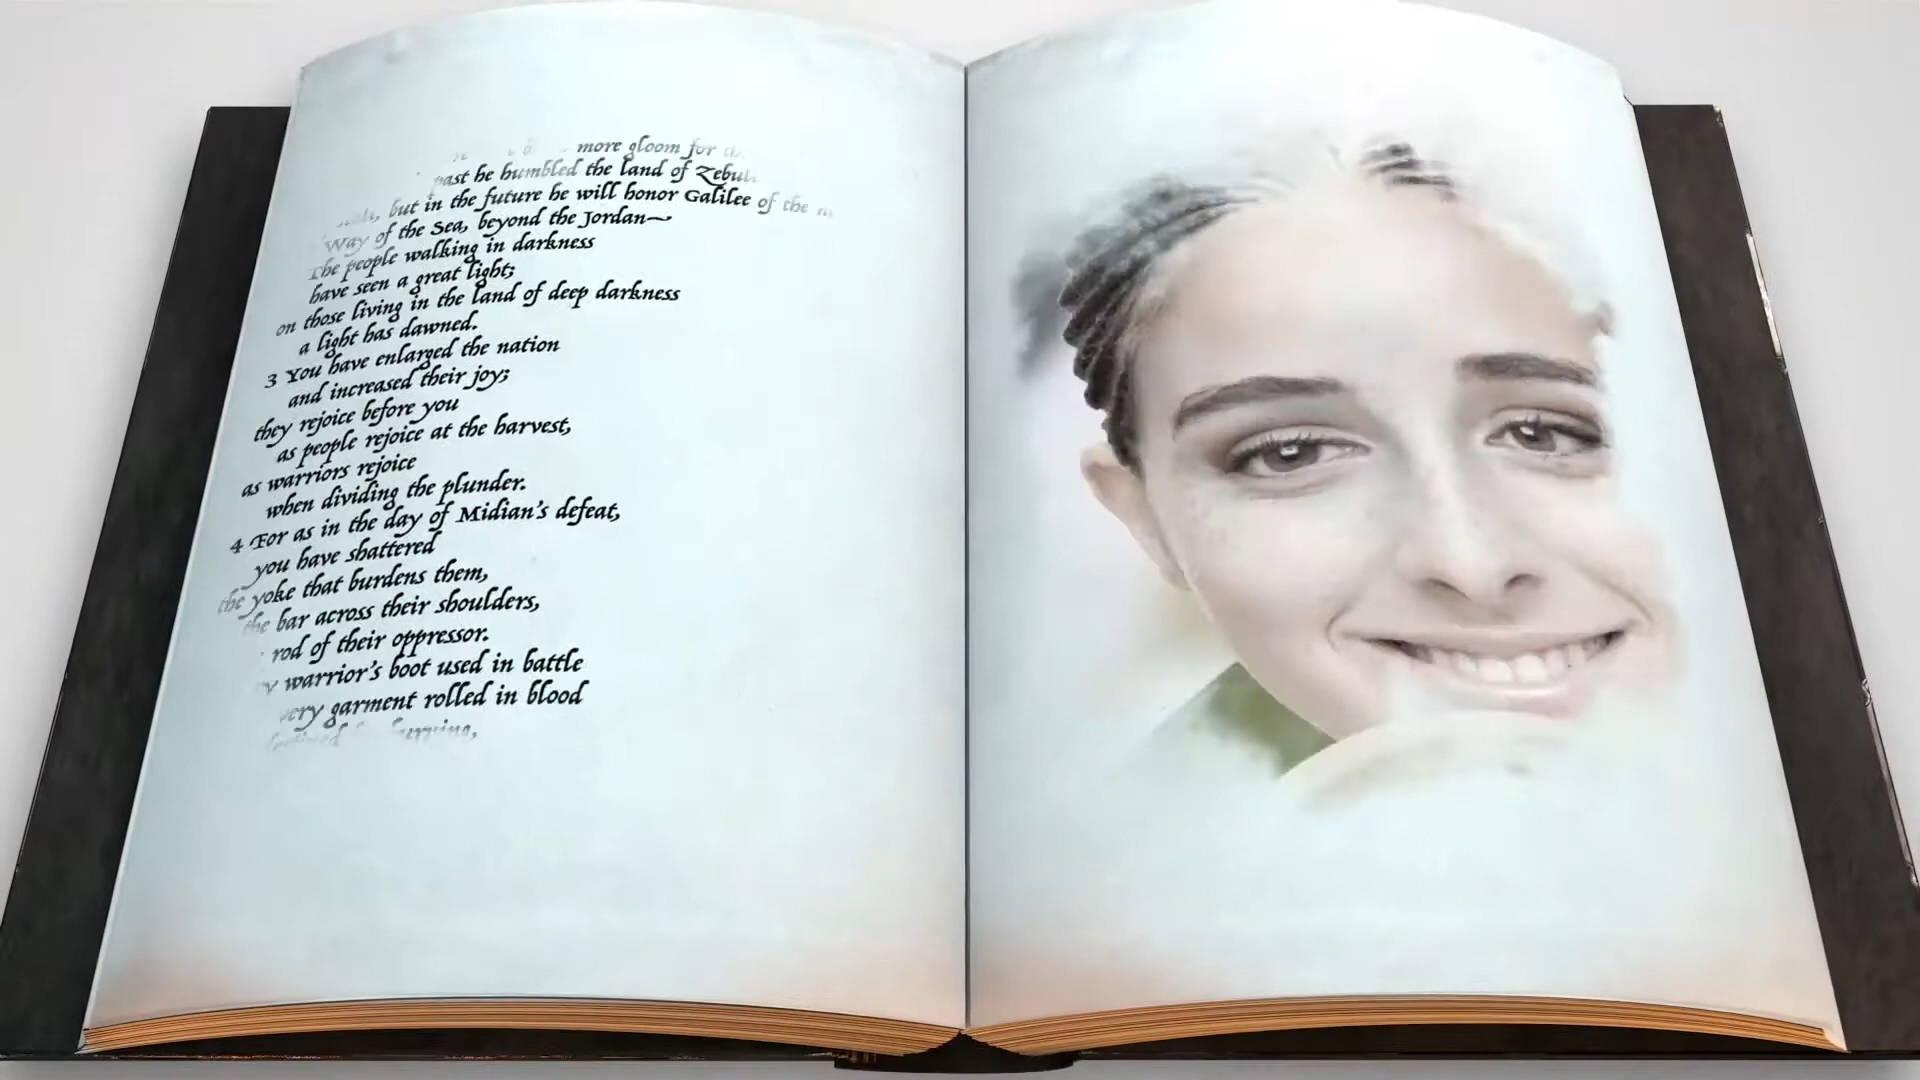 more gloom for
past he humbled the land of Zebul
but in the future he will honor Galilee of the
Way of the Sea, beyond the Jordan—
The people walking in darkness
have seen a great light;
on those living in the land of deep darkness
a light has dawned.
3 You have enlarged the nation
and increased their joy;
they rejoice before you
as people rejoice at the harvest,
as warriors rejoice
when dividing the plunder.
4 For as in the day of Midian's defeat,
you have shattered
the yoke that burdens them,
the bar across their shoulders,
rod of their oppressor.
warrior's boot used in battle
very garment rolled in blood